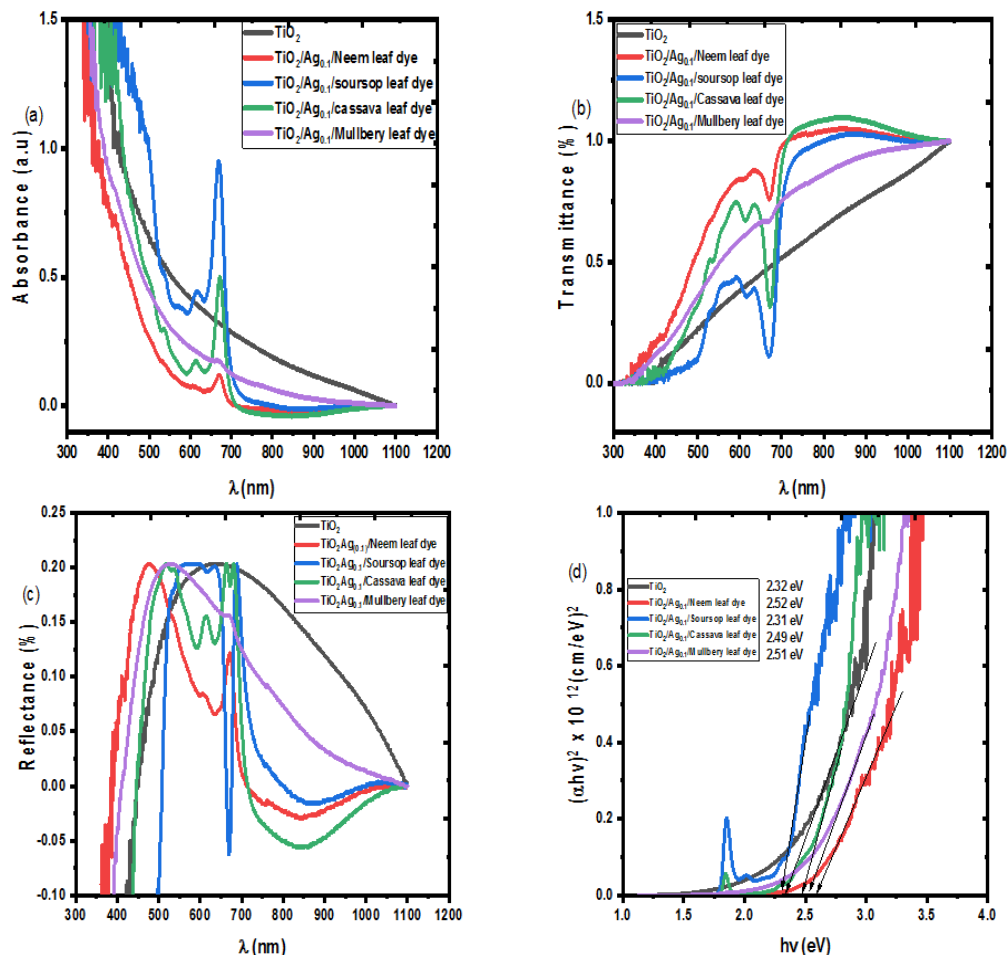 (a)
1.5
1.0
0.5
0.0
Absorbance (a.u)
TiO2
TiO2/Ag0.1/Neem leaf dye
TiO2/Ag0.1/soursop leaf dye
TiO2/Ag0.1/cassava leaf dye
TiO2/Ag0.1/Mullbery leaf dye
300 400 500 600 700 800 900 1000 1100 1200
λ (nm)
(b)
1.5
1.0
0.5
0.0
Transmittance (%)
TiO2
TiO2/Ag0.1/Neem leaf dye
TiO2/Ag0.1/soursop leaf dye
TiO2/Ag0.1/Cassava leaf dye
TiO2/Ag0.1/Mullbery leaf dye
300 400 500 600 700 800 900 1000 1100 1200
λ (nm)
(c)
0.25
0.20
0.15
0.10
0.05
0.00
-0.05
-0.10
Reflectance (%)
TiO2
TiO2Ag(0.1)/Neem leaf dye
TiO2Ag0.1/Soursop leaf dye
TiO2Ag0.1/Cassava leaf dye
TiO2Ag0.1/Mullbery leaf dye
300 400 500 600 700 800 900 1000 1100 1200
λ (nm)
(d)
1.0
0.8
0.6
0.4
0.2
0.0
(αhv)2 x 10-12(cm/eV)2
TiO2 2.32 eV
TiO2/Ag0.1/Neem leaf dye 2.52 eV
TiO2/Ag0.1/Soursop leaf dye 2.31 eV
TiO2/Ag0.1/Cassava leaf dye 2.49 eV
TiO2/Ag0.1/Mullbery leaf dye 2.51 eV
1.0 1.5 2.0 2.5 3.0 3.5 4.0
hv (eV)